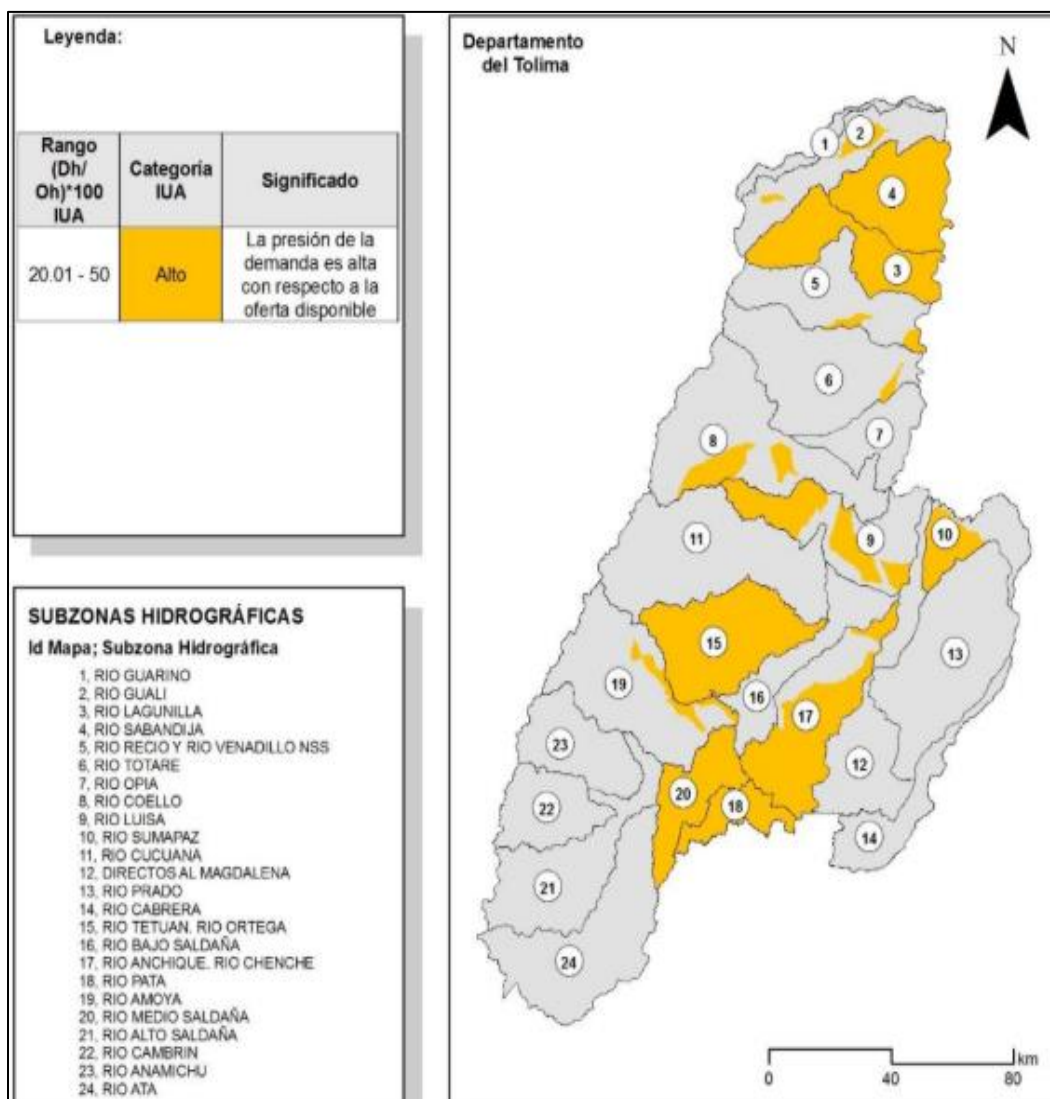 Leyenda:
Rango
(Dh/
Oh)*100
IUA
Categoría
IUA
Significado
20.01 - 50
Alto
La presión de la
demanda es alta
con respecto a la
oferta disponible
SUBZONAS HIDROGRÁFICAS
Id Mapa; Subzona Hidrográfica
1, RIO GUARINO
2, RIO GUALI
3, RIO LAGUNILLA
4, RIO SABANDIJA
5, RIO RECIO Y RIO VENADILLO NSS
6, RIO TOTARE
7, RIO OPIA
8, RIO COELLO
9, RIO LUISA
10, RIO SUMAPAZ
11, RIO CUCUANA
12, DIRECTOS AL MAGDALENA
13, RIO PRADO
14, RIO CABRERA
15, RIO TETUAN. RIO ORTEGA
16, RIO BAJO SALDAÑA
17, RIO ANCHIQUE. RIO CHENCHE
18, RIO PATA
19, RIO AMOYA
20, RIO MEDIO SALDAÑA
21, RIO ALTO SALDAÑA
22, RIO CAMBRIN
23, RIO ANAMICHU
24, RIO ATA
Departamento
del Tolima
N
1
2
4
3
5
6
7
8
9
10
11
15
13
16
19
17
23
12
20
18
22
14
21
24
km
0 40 80